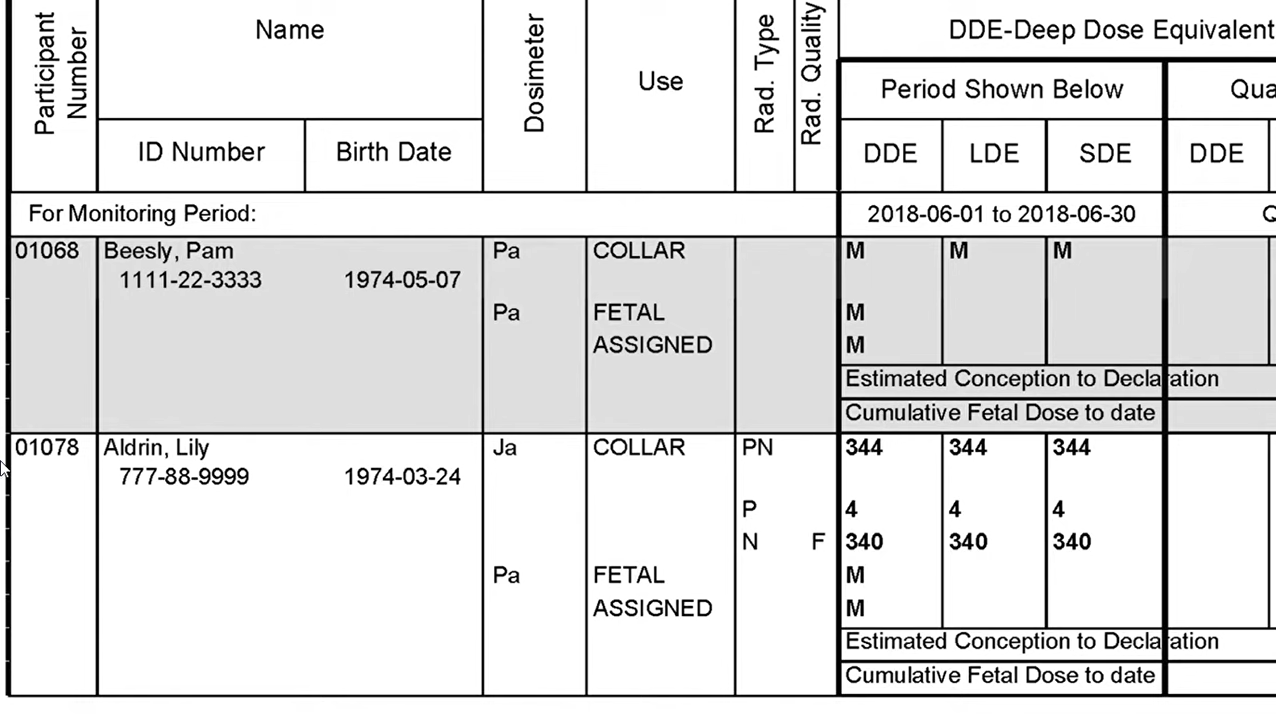 Participant Number
Name
Dosimeter
Use
Rad. Type
Rad. Quality
DDE-Deep Dose Equivalent
Period Shown Below
ID Number Birth Date
DDE LDE SDE DDE
For Monitoring Period: 2018-06-01 to 2018-06-30
01068 Beesly, Pam Pa COLLAR M M M
1111-22-3333 1974-05-07
Pa FETAL M
ASSIGNED M
Estimated Conception to Declaration
Cumulative Fetal Dose to date
01078 Aldrin, Lily Ja COLLAR PN 344 344 344
777-88-9999 1974-03-24
P 4 4 4
N F 340 340 340
Pa FETAL M
ASSIGNED M
Estimated Conception to Declaration
Cumulative Fetal Dose to date